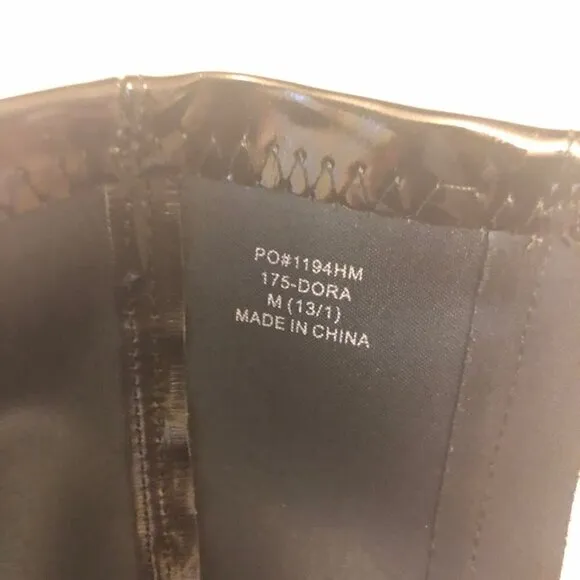 PO#1194HM
175-DORA
M (13/1)
MADE IN CHINA